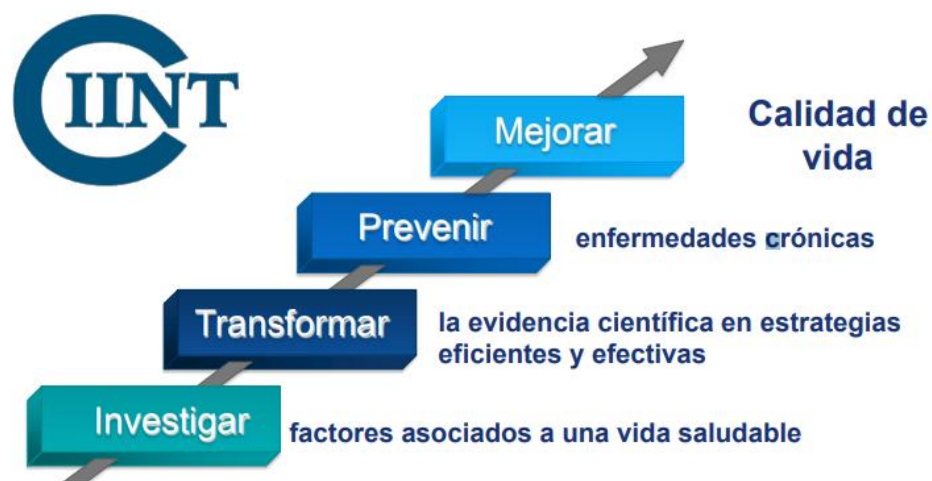 CIINT
Mejorar
Calidad de
vida
Prevenir
enfermedades crónicas
Transformar
la evidencia científica en estrategias
eficientes y efectivas
Investigar
factores asociados a una vida saludable